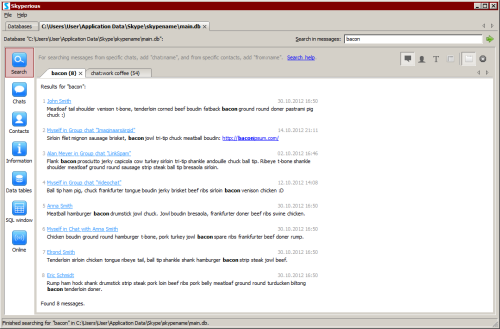 Skyperious
File Help
Databases C:\Users\User\Application Data\Skype\skypename\main.db
Database "C:\Users\User\Application Data\Skype\skypename\main.db": Search in messages: bacon
For searching messages from specific chats, add "chat:name", and from specific contacts, add "from:name". Search help
bacon (8) chat:work coffee (54)
Search
Chats
Contacts
Information
Data tables
SQL window
Online
Results for "bacon":
1 John Smith 30.10.2012 16:50
Meatloaf tail shoulder venison t-bone, tenderloin corned beef boudin fatback bacon ground round doner pastrami pig
chuck :)
2 Myself in Group chat 14.10.2012 21:11
Sirloin filet mignon sausage brisket, bacon jowl tri-tip chuck meatball boudin: http://baconipsum.com/
3 Alan Meyer in Group chat "LinkSpam" 02.10.2012 16:46
Flank bacon prosciutto jerky capicola cow turkey sirloin tri-tip shankle andouille chuck ball tip. Ribeye t-bone shankle
shoulder meatloaf ground round sausage strip steak ball tip bresaola sirloin.
4 Myself in Group chat "videochat" 12.10.2012 19:08
Ball tip ham pig, chuck frankfurter tongue boudin jerky brisket beef ribs sirloin bacon venison chicken :D
5 Anna Smith 30.10.2012 16:50
Meatball hamburger bacon drumstick jowl chuck. Jowl boudin bresaola, frankfurter doner beef ribs swine chicken.
6 Myself in Chat with Anna Smith 30.10.2012 16:50
Chicken boudin ground round hamburger t-bone, pork turkey jowl bacon spare ribs frankfurter beef doner rump.
7 Smith 30.10.2012 16:50
Tenderloin sirloin chicken tongue ribeye tail, ball tip shankle shank hamburger bacon strip steak jowl beef.
8 Eric Schmidt 30.10.2012 16:50
Rump ham hock shank drumstick strip steak pork loin beef ribs pork belly meatloaf ground round turducken biltong
bacon tenderloin doner.
Found 8 messages.
Finished searching for "bacon" in C:\Users\User\Application Data\Skype\skypename\main.db.